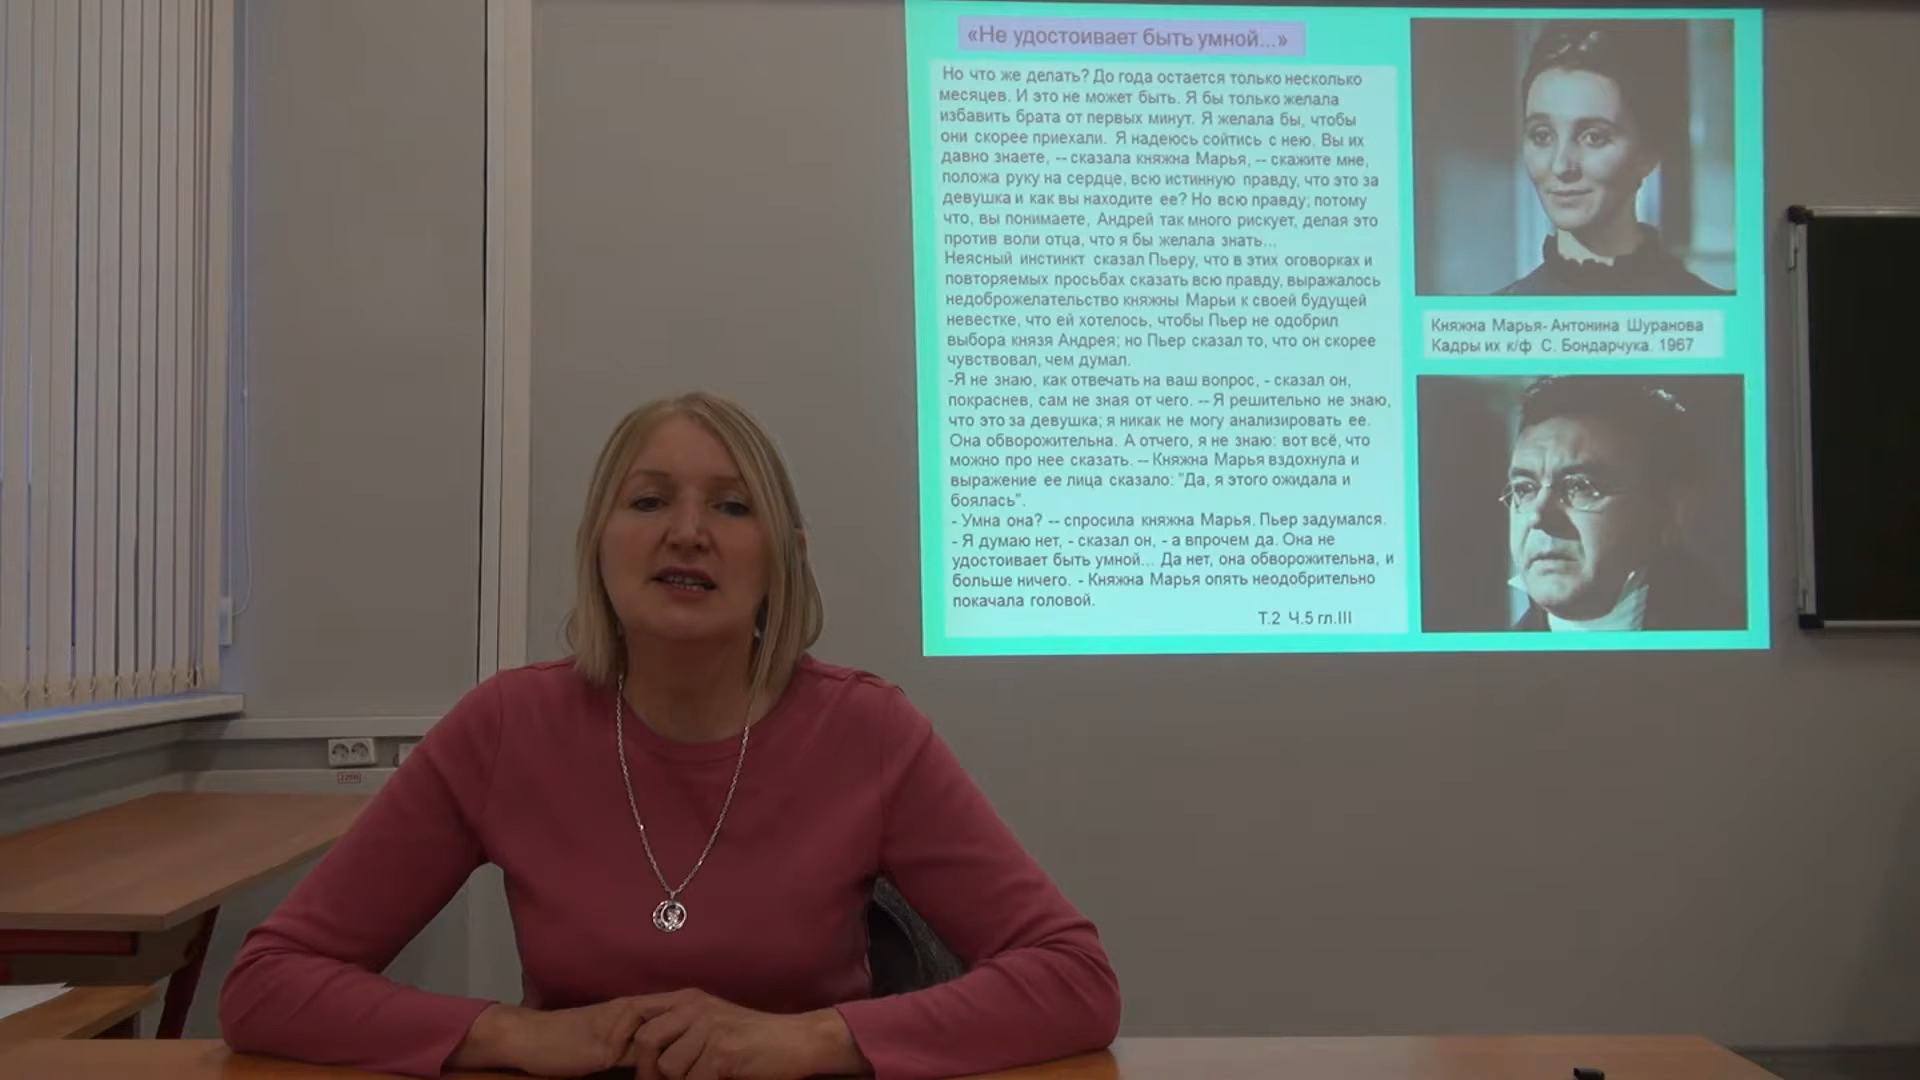 «Не удостоивает быть умной...»
Но что же делать? До года остается только несколько
месяцев. И это не может быть. Я бы только желала
избавить брата от первых минут. Я желала бы, чтобы
они скорее приехали. Я надеюсь сойтись с нею. Вы их
давно знаете, -- сказала княжна Марья, -- скажите мне,
положа руку на сердце, всю истинную правду, что это за
девушка и как вы находите ее? Но всю правду; потому
что, вы понимаете, Андрей так много рискует, делая это
против воли отца, что я бы желала знать...
Неясный инстинкт сказал Пьеру, что в этих оговорках и
повторяемых просьбах сказать всю правду, выражалось
недоброжелательство княжны Марьи к своей будущей
невестке, что ей хотелось, чтобы Пьер не одобрил
выбора князя Андрея; но Пьер сказал то, что он скорее
чувствовал, чем думал.
-Я не знаю, как отвечать на ваш вопрос, - сказал он,
покраснев, сам не зная от чего. -- Я решительно не знаю,
что это за девушка; я никак не могу анализировать ее.
Она обворожительна. А отчего, я не знаю: вот всё, что
можно про нее сказать. -- Княжна Марья вздохнула и
выражение ее лица сказало: "Да, я этого ожидала и
боялась".
- Умна она? -- спросила княжна Марья. Пьер задумался.
- Я думаю нет, - сказал он, - а впрочем да. Она не
удостоивает быть умной... Да нет, она обворожительна, и
больше ничего. - Княжна Марья опять неодобрительно
покачала головой.
Т.2 Ч.5 гл.III
Княжна Марья- Антонина Шуранова
Кадры их к/ф С. Бондарчука. 1967